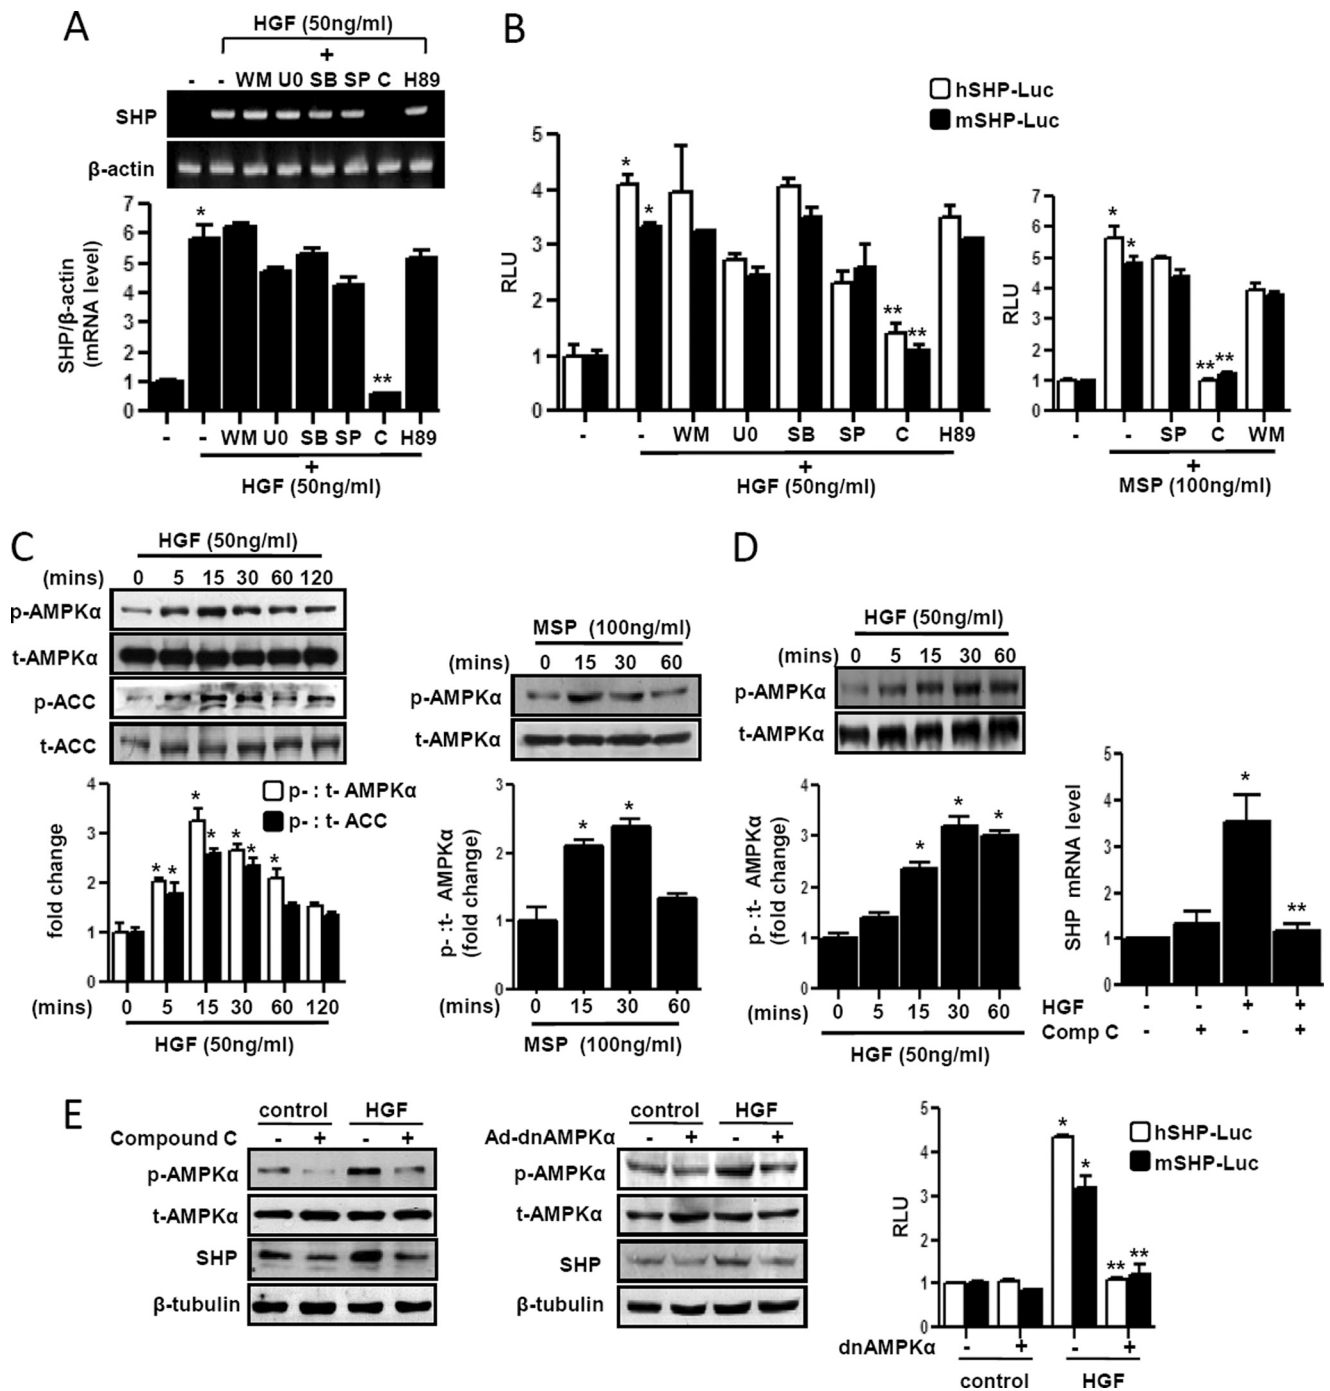 A
HGF (50ng/ml)
+
- - WM U0 SB SP C H89
SHP
β-actin
SHP/β-actin
(mRNA level)
7
6
5
4
3
2
1
0
*
**
- - WM U0 SB SP C H89
+
HGF (50ng/ml)
B
hSHP-Luc
mSHP-Luc
RLU
5
4
3
2
1
0
* * ** **
- - WM U0 SB SP C H89
+
HGF (50ng/ml)
RLU
7
6
5
4
3
2
1
0
* * ** **
- - SP C WM
+
MSP (100ng/ml)
C
HGF (50ng/ml)
(mins) 0 5 15 30 60 120
p-AMPKα
t-AMPKα
p-ACC
t-ACC
p- : t- AMPKα
p- : t- ACC
fold change
4
3
2
1
0
* * * * * * *
(mins) 0 5 15 30 60 120
HGF (50ng/ml)
MSP (100ng/ml)
(mins) 0 15 30 60
p-AMPKα
t-AMPKα
p- :t- AMPKα
(fold change)
3
2
1
0
* *
(mins) 0 15 30 60
MSP (100ng/ml)
D
HGF (50ng/ml)
(mins) 0 5 15 30 60
p-AMPKα
t-AMPKα
p- :t- AMPKα
(fold change)
4
3
2
1
0
* * *
(mins) 0 5 15 30 60
HGF (50ng/ml)
SHP mRNA level
5
4
3
2
1
0
* **
HGF - - + +
Comp C - + - +
E
control HGF
Compound C - + - +
p-AMPKα
t-AMPKα
SHP
β-tubulin
control HGF
Ad-dnAMPKα - + - +
p-AMPKα
t-AMPKα
SHP
β-tubulin
hSHP-Luc
mSHP-Luc
RLU
5
4
3
2
1
0
* * ** **
dnAMPKα - + - +
control HGF